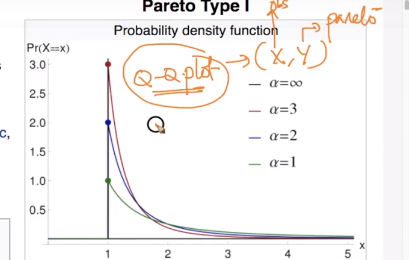 Pareto Type I
Probability density function
Pr(X=x)
pareto
(X, Y)
Q-Q plot
3.0
2.5
2.0
1.5
1.0
0.5
1
2
3
4
5
x
α=∞
α=3
α=2
α=1
c,